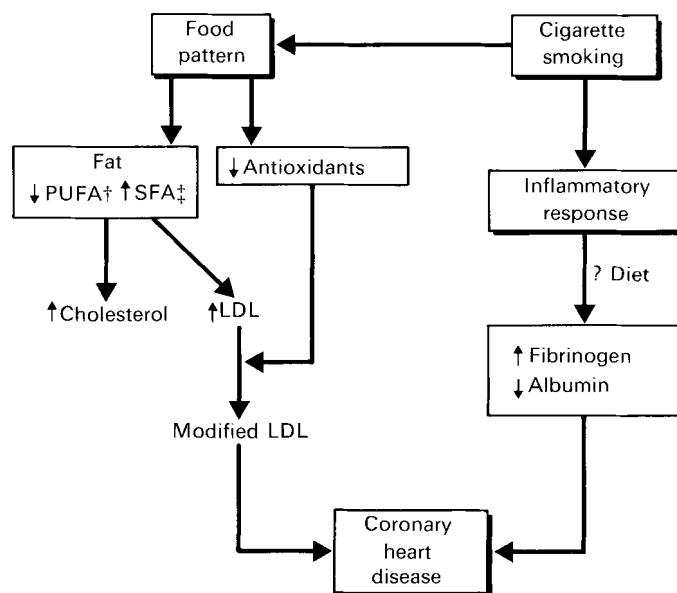 Food
pattern
Cigarette
smoking
Fat
↓ PUFA† ↑ SFA‡
↓ Antioxidants
Inflammatory
response
? Diet
↑Cholesterol
↑LDL
↑ Fibrinogen
↓ Albumin
Modified LDL
Coronary
heart
disease